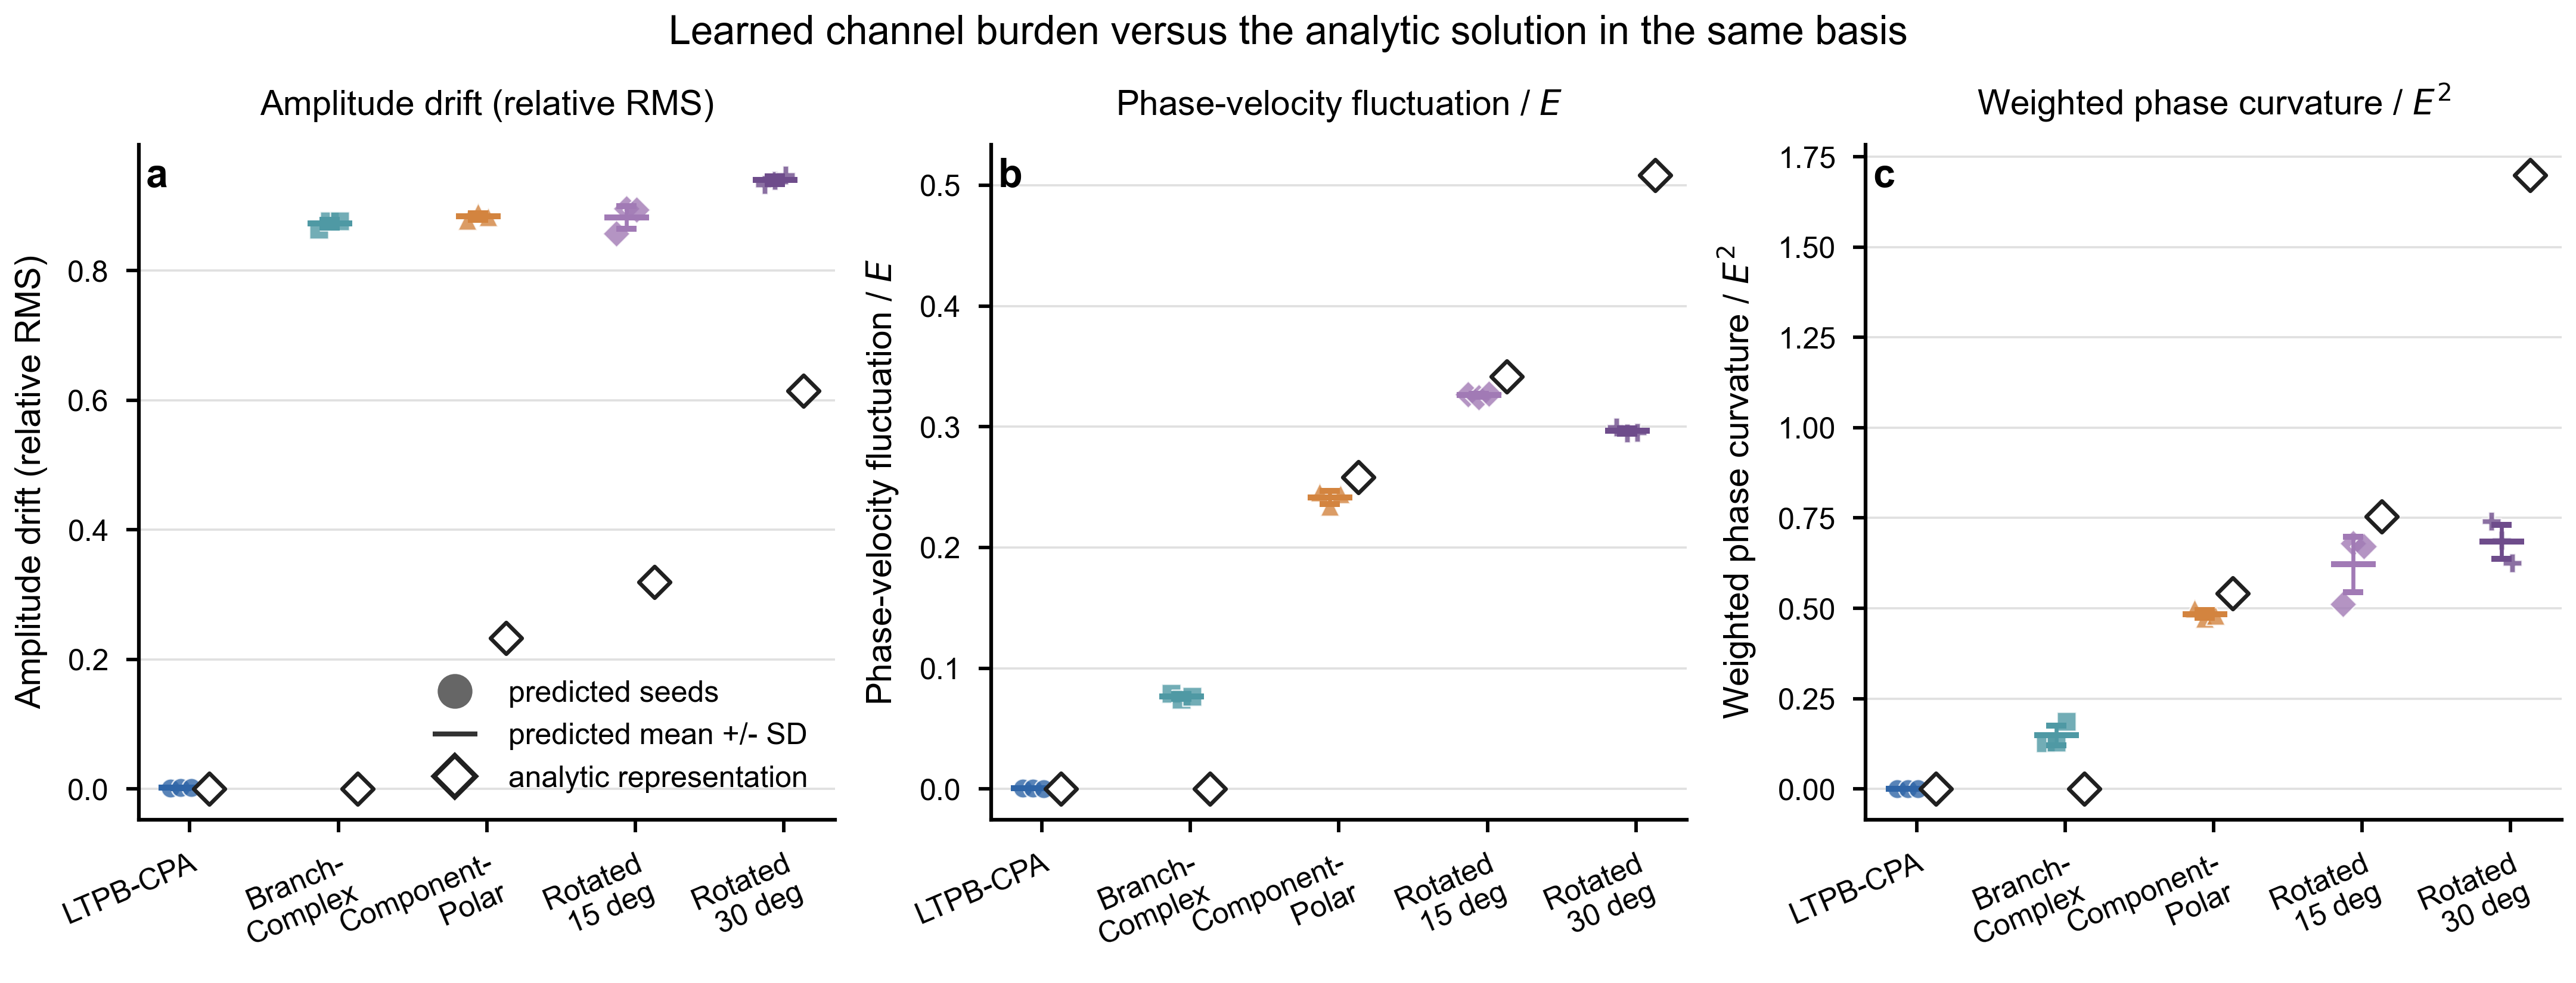 Learned channel burden versus the analytic solution in the same basis
Amplitude drift (relative RMS)
a
Amplitude drift (relative RMS)
0.8
0.6
0.4
0.2
0.0
predicted seeds
predicted mean +/- SD
analytic representation
LTPB-CPA
Branch-
Complex
Component-
Polar
Rotated
15 deg
Rotated
30 deg
Phase-velocity fluctuation / E
b
Phase-velocity fluctuation / E
0.5
0.4
0.3
0.2
0.1
0.0
LTPB-CPA
Branch-
Complex
Component-
Polar
Rotated
15 deg
Rotated
30 deg
Weighted phase curvature / E²
c
Weighted phase curvature / E²
1.75
1.50
1.25
1.00
0.75
0.50
0.25
0.00
LTPB-CPA
Branch-
Complex
Component-
Polar
Rotated
15 deg
Rotated
30 deg